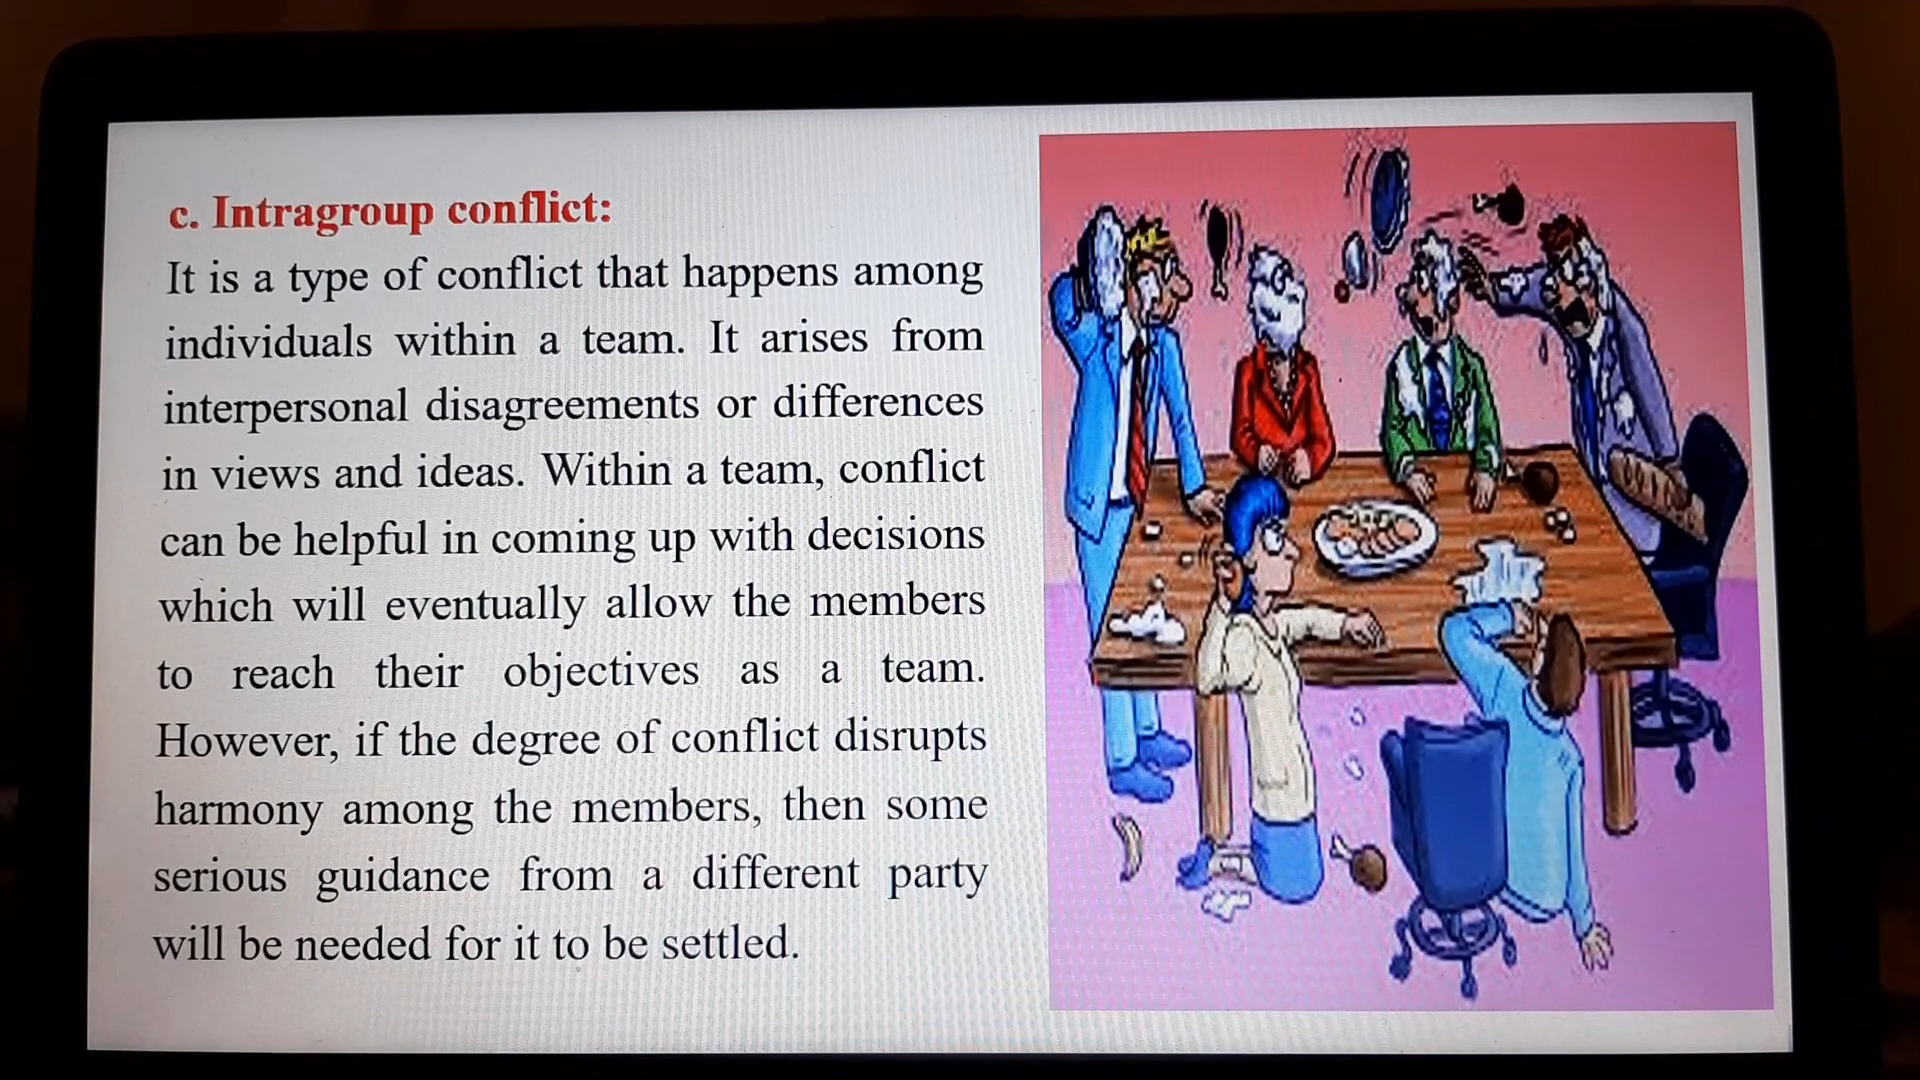 c. Intragroup conflict:
It is a type of conflict that happens among
individuals within a team. It arises from
interpersonal disagreements or differences
in views and ideas. Within a team, conflict
can be helpful in coming up with decisions
which will eventually allow the members
to reach their objectives as a team.
However, if the degree of conflict disrupts
harmony among the members, then some
serious guidance from a different party
will be needed for it to be settled.